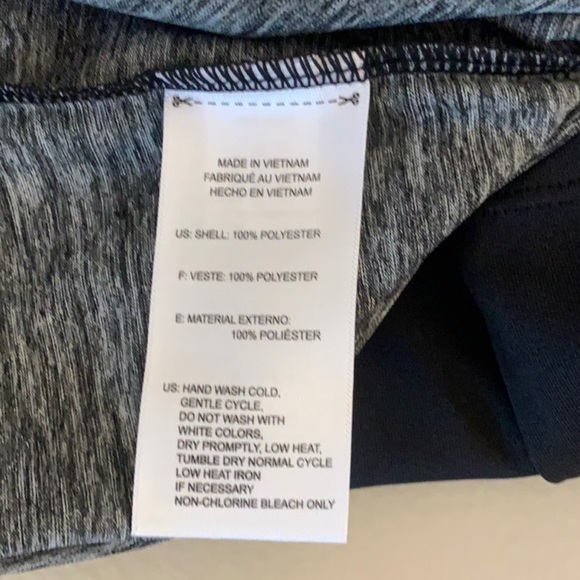 MADE IN VIETNAM
FABRIQUÉ AU VIETNAM
HECHO EN VIETNAM
US: SHELL: 100% POLYESTER
F: VESTE: 100% POLYESTER
E: MATERIAL EXTERNO:
100% POLIÉSTER
US: HAND WASH COLD,
GENTLE CYCLE,
DO NOT WASH WITH
WHITE COLORS,
DRY PROMPTLY, LOW HEAT,
TUMBLE DRY NORMAL CYCLE
LOW HEAT IRON
IF NECESSARY
NON-CHLORINE BLEACH ONLY